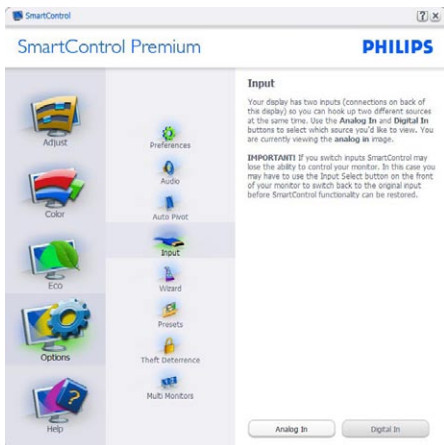 SmartControl
SmartControl Premium
PHILIPS
Adjust
Color
Eco
Options
Help
Preferences
Audio
Auto Pivot
Input
Wizard
Presets
Theft Deterrence
Multi Monitors
Input
Your display has two inputs (connections on back of
this display) so you can hook up two different sources
at the same time. Use the Analog In and Digital In
buttons to select which source you'd like to view. You
are currently viewing the analog in image.
IMPORTANT! If you switch inputs SmartControl may
lose the ability to control your monitor. In this case you
may have to use the Input Select button on the front
of your monitor to switch back to the original input
before SmartControl functionality can be restored.
Analog In
Digital In